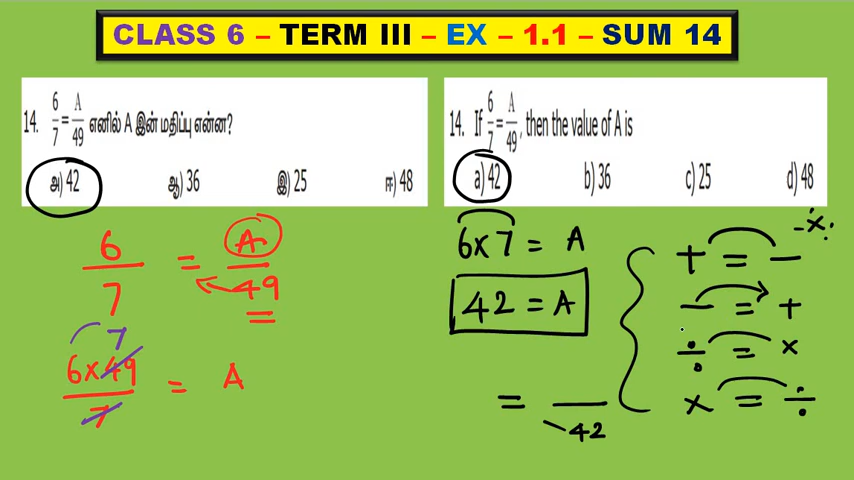 CLASS 6 – TERM III – EX – 1.1 – SUM 14
14. 6/7 = A/49 எனில் A இன் மதிப்பு என்ன?
அ) 42 ஆ) 36 இ) 25 ஈ) 48
14. If 6/7 = A/49, then the value of A is
a) 42 b) 36 c) 25 d) 48
6/7 = A/49
7
6×49/7 = A
6×7 = A
42 = A
= 42
- × ÷
+ = −
− = +
÷ = ×
× = ÷